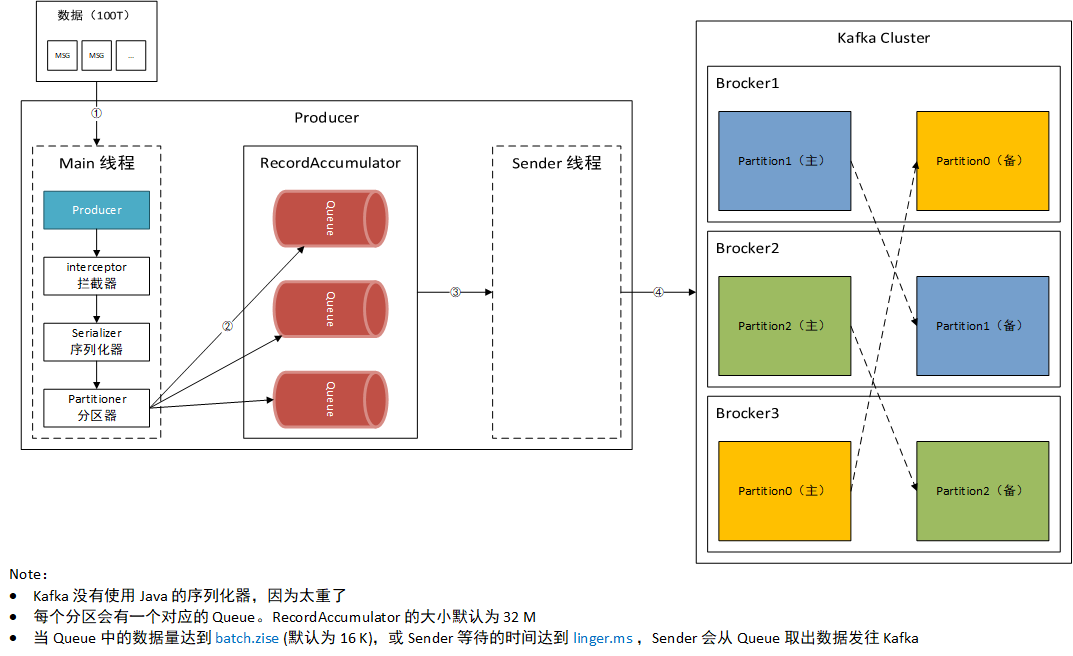 数据（100T）
MSG
MSG
...
①
Producer
Main 线程
Producer
interceptor
拦截器
Serializer
序列化器
Partitioner
分区器
②
RecordAccumulator
Queue
Queue
Queue
③
Sender 线程
④
Kafka Cluster
Brocker1
Partition1（主）
Partition0（备）
Brocker2
Partition2（主）
Partition1（备）
Brocker3
Partition0（主）
Partition2（备）
Note：
● Kafka 没有使用 Java 的序列化器，因为太重了
● 每个分区会有一个对应的 Queue。RecordAccumulator 的大小默认为 32 M
● 当 Queue 中的数据量达到 batch.zise (默认为 16 K)，或 Sender 等待的时间达到 linger.ms ，Sender 会从 Queue 取出数据发往 Kafka